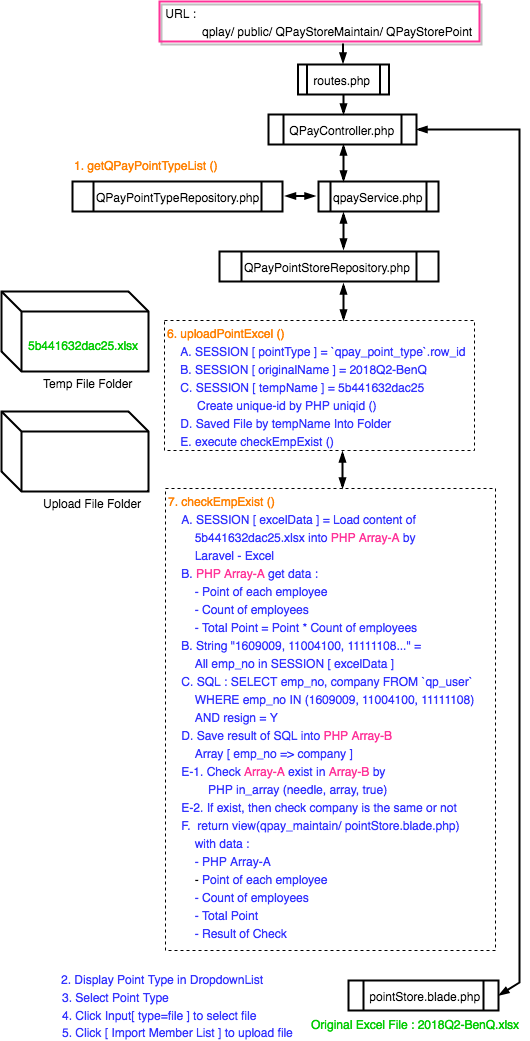 URL :
qplay/ public/ QPayStoreMaintain/ QPayStorePoint
routes.php
QPayController.php
1. getQPayPointTypeList ()
QPayPointTypeRepository.php
qpayService.php
QPayPointStoreRepository.php
5b441632dac25.xlsx
Temp File Folder
Upload File Folder
6. uploadPointExcel ()
A. SESSION [ pointType ] = `qpay_point_type`.row_id
B. SESSION [ originalName ] = 2018Q2-BenQ
C. SESSION [ tempName ] = 5b441632dac25
Create unique-id by PHP uniqid ()
D. Saved File by tempName Into Folder
E. execute checkEmpExist ()
7. checkEmpExist ()
A. SESSION [ excelData ] = Load content of
5b441632dac25.xlsx into PHP Array-A by
Laravel - Excel
B. PHP Array-A get data :
- Point of each employee
- Count of employees
- Total Point = Point * Count of employees
B. String "1609009, 11004100, 11111108..." =
All emp_no in SESSION [ excelData ]
C. SQL : SELECT emp_no, company FROM `qp_user`
WHERE emp_no IN (1609009, 11004100, 11111108)
AND resign = Y
D. Save result of SQL into PHP Array-B
Array [ emp_no => company ]
E-1. Check Array-A exist in Array-B by
PHP in_array (needle, array, true)
E-2. If exist, then check company is the same or not
F. return view(qpay_maintain/ pointStore.blade.php)
with data :
- PHP Array-A
- Point of each employee
- Count of employees
- Total Point
- Result of Check
2. Display Point Type in DropdownList
3. Select Point Type
4. Click Input[ type=file ] to select file
5. Click [ Import Member List ] to upload file
pointStore.blade.php
Original Excel File : 2018Q2-BenQ.xlsx